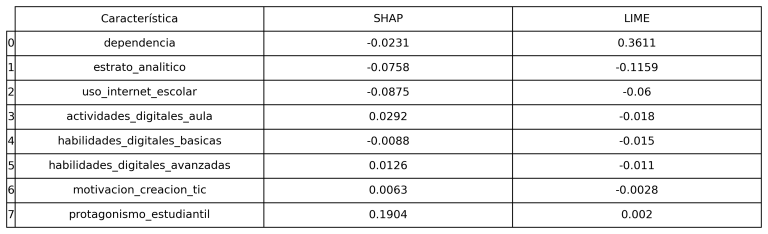 Característica SHAP LIME
0 dependencia -0.0231 0.3611
1 estrato_analitico -0.0758 -0.1159
2 uso_internet_escolar -0.0875 -0.06
3 actividades_digitales_aula 0.0292 -0.018
4 habilidades_digitales_basicas -0.0088 -0.015
5 habilidades_digitales_avanzadas 0.0126 -0.011
6 motivacion_creacion_tic 0.0063 -0.0028
7 protagonismo_estudiantil 0.1904 0.002